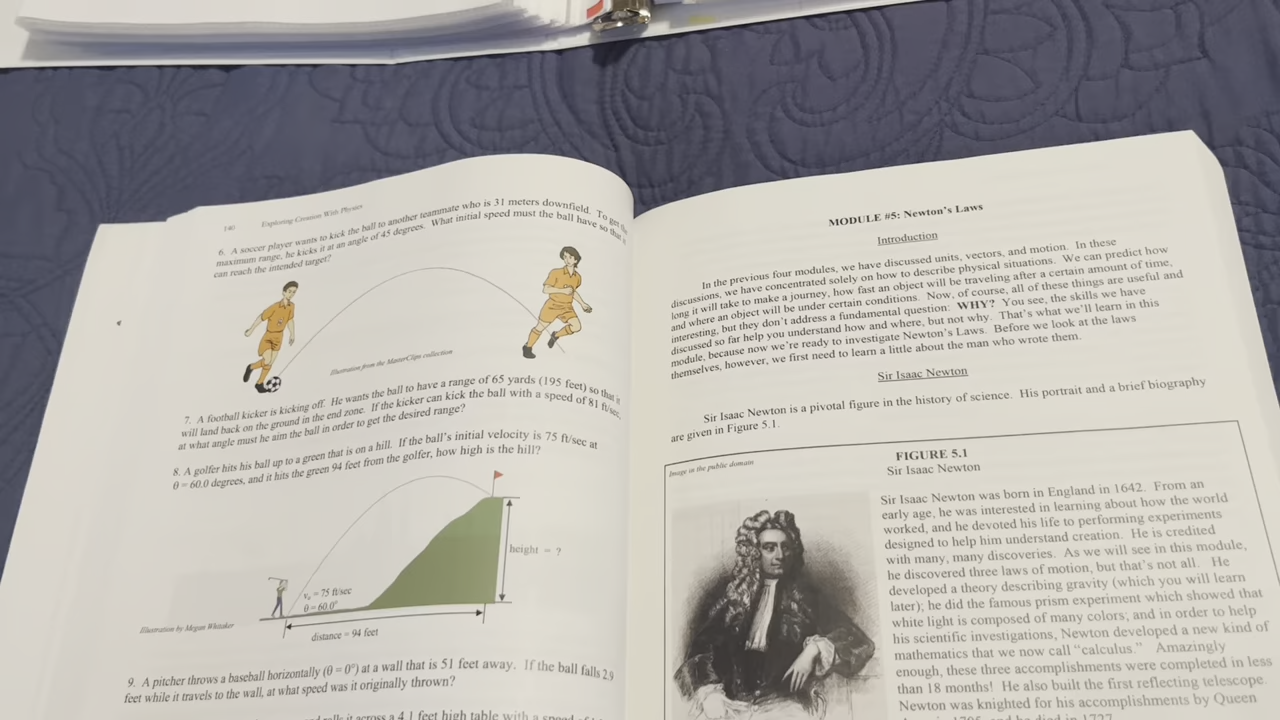 140 Exploring Creation With Physics
6. A soccer player wants to kick the ball to another teammate who is 31 meters downfield. To get the
maximum range, he kicks it at an angle of 45 degrees. What initial speed must the ball have so that it
can reach the intended target?
Illustration from the MasterClips collection
7. A football kicker is kicking off. He wants the ball to have a range of 65 yards (195 feet) so that it
will land back on the ground in the end zone. If the kicker can kick the ball with a speed of 81 ft/sec,
at what angle must he aim the ball in order to get the desired range?
8. A golfer hits his ball up to a green that is on a hill. If the ball's initial velocity is 75 ft/sec at
θ = 60.0 degrees, and it hits the green 94 feet from the golfer, how high is the hill?
height = ?
v₀ = 75 ft/sec
θ = 60.0°
Illustration by Megan Whitaker
distance = 94 feet
9. A pitcher throws a baseball horizontally (θ = 0°) at a wall that is 51 feet away. If the ball falls 2.9
feet while it travels to the wall, at what speed was it originally thrown?
it across a 4.1 feet high table with a speed of
MODULE #5: Newton's Laws
Introduction
In the previous four modules, we have discussed units, vectors, and motion. In these
discussions, we have concentrated solely on how to describe physical situations. We can predict how
long it will take to make a journey, how fast an object will be traveling after a certain amount of time,
and where an object will be under certain conditions. Now, of course, all of these things are useful and
interesting, but they don't address a fundamental question: WHY? You see, the skills we have
discussed so far help you understand how and where, but not why. That's what we'll learn in this
module, because now we're ready to investigate Newton's Laws. Before we look at the laws
themselves, however, we first need to learn a little about the man who wrote them.
Sir Isaac Newton
Sir Isaac Newton is a pivotal figure in the history of science. His portrait and a brief biography
are given in Figure 5.1.
Image in the public domain
FIGURE 5.1
Sir Isaac Newton
Sir Isaac Newton was born in England in 1642. From an
early age, he was interested in learning about how the world
worked, and he devoted his life to performing experiments
designed to help him understand creation. He is credited
with many, many discoveries. As we will see in this module,
he discovered three laws of motion, but that's not all. He
developed a theory describing gravity (which you will learn
later); he did the famous prism experiment which showed that
white light is composed of many colors; and in order to help
his scientific investigations, Newton developed a new kind of
mathematics that we now call "calculus." Amazingly
enough, these three accomplishments were completed in less
than 18 months! He also built the first reflecting telescope.
Newton was knighted for his accomplishments by Queen
in 1705, and he died in 1727